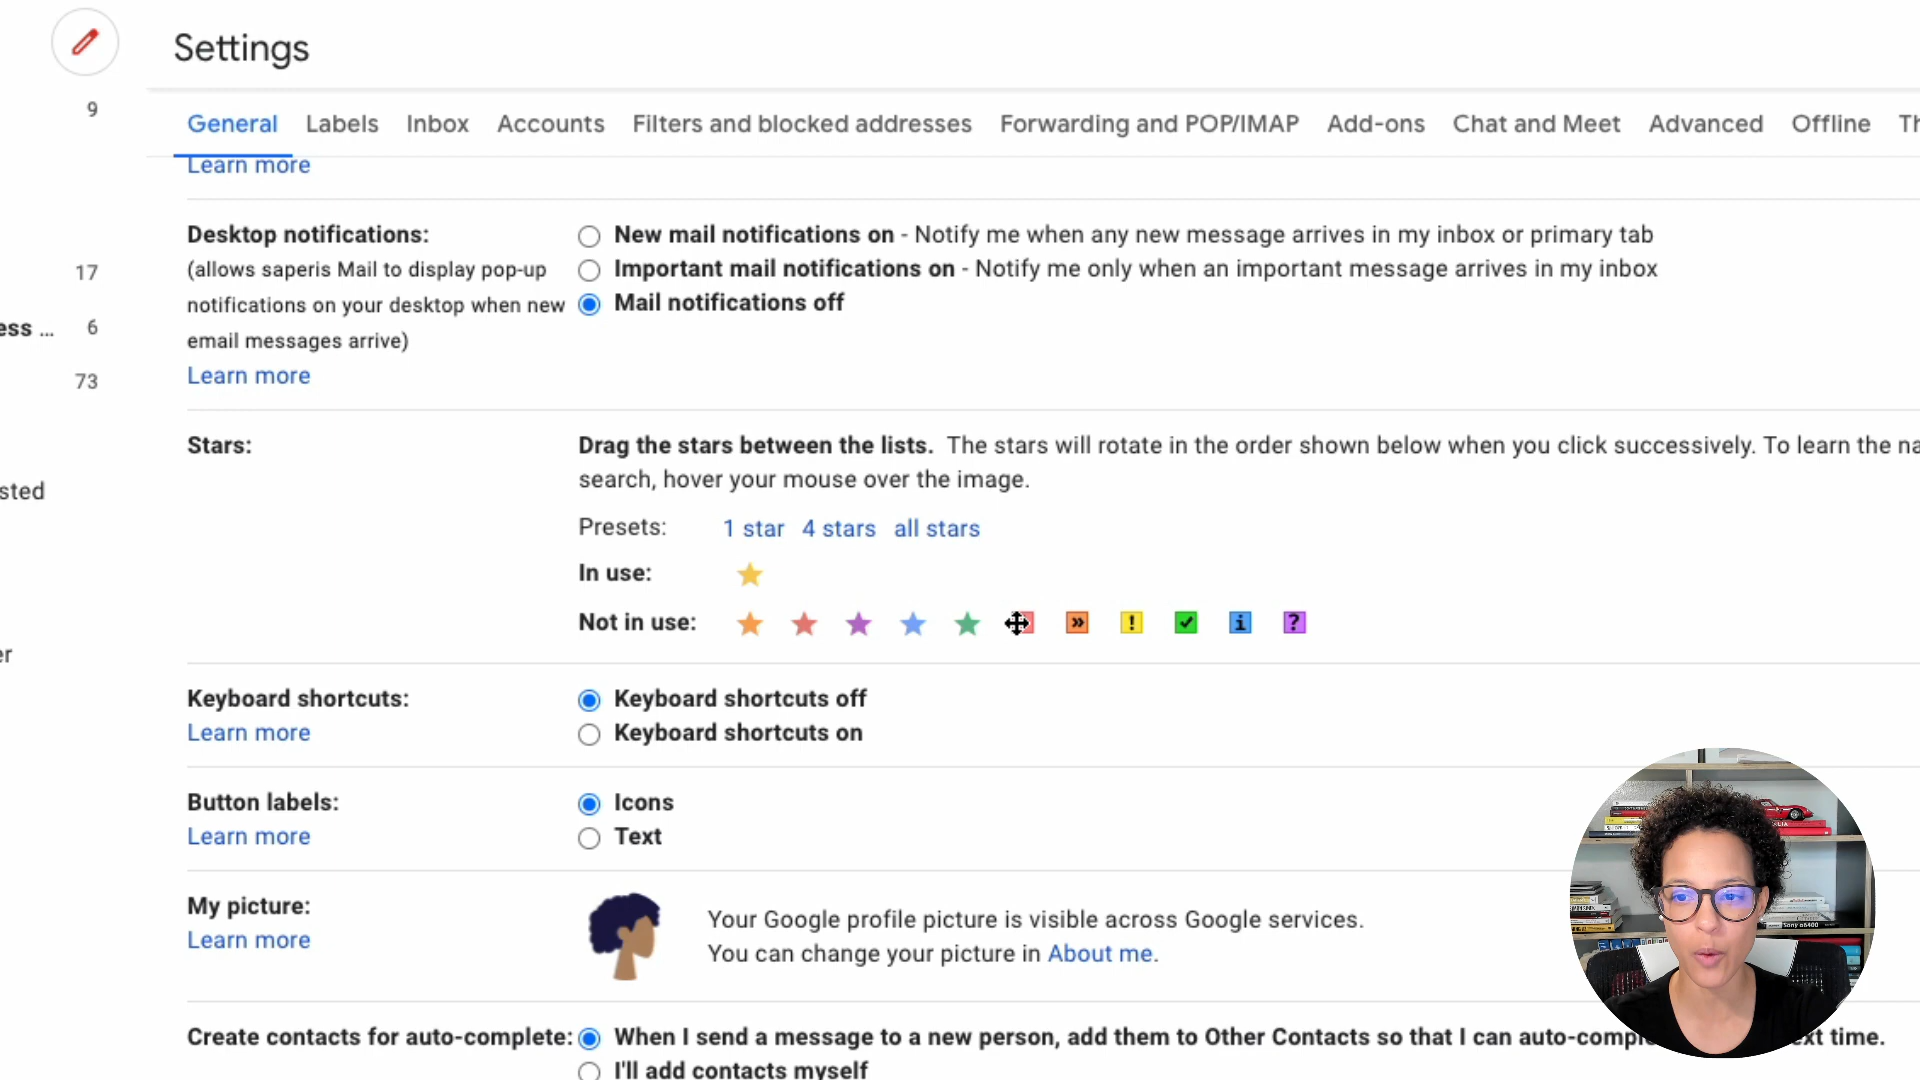 Settings
9
General Labels Inbox Accounts Filters and blocked addresses Forwarding and POP/IMAP Add-ons Chat and Meet Advanced Offline Th
Learn more
Desktop notifications:
(allows saperis Mail to display pop-up
notifications on your desktop when new
email messages arrive)
Learn more
New mail notifications on - Notify me when any new message arrives in my inbox or primary tab
Important mail notifications on - Notify me only when an important message arrives in my inbox
Mail notifications off
17
ess ... 6
73
sted
er
Stars:
Drag the stars between the lists. The stars will rotate in the order shown below when you click successively. To learn the na
search, hover your mouse over the image.
Presets: 1 star 4 stars all stars
In use:
Not in use: » ! ✓ i ?
Keyboard shortcuts:
Learn more
Keyboard shortcuts off
Keyboard shortcuts on
Button labels:
Learn more
Icons
Text
My picture:
Learn more
Your Google profile picture is visible across Google services.
You can change your picture in About me.
Create contacts for auto-complete:
When I send a message to a new person, add them to Other Contacts so that I can auto-comple ext time.
I'll add contacts myself
Sony α6400